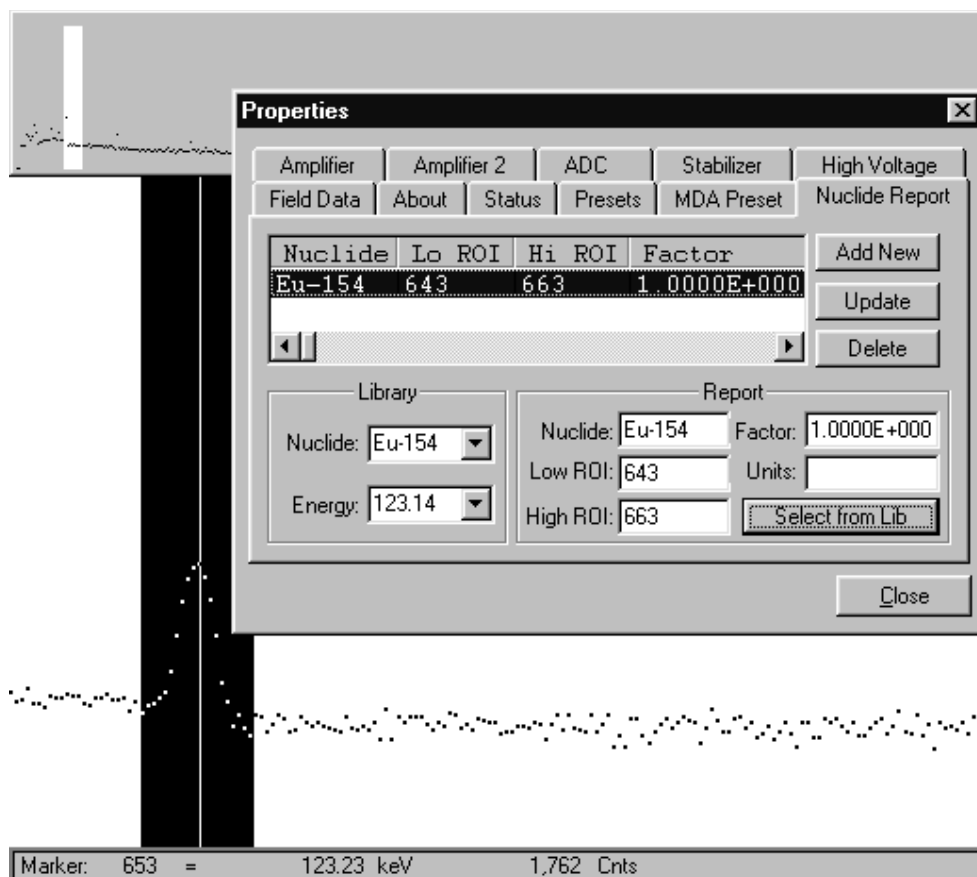 Properties
Amplifier Amplifier 2 ADC Stabilizer High Voltage
Field Data About Status Presets MDA Preset Nuclide Report
Nuclide Lo ROI Hi ROI Factor
Eu-154 643 663 1.0000E+000
Add New
Update
Delete
Library
Nuclide: Eu-154
Energy: 123.14
Report
Nuclide: Eu-154 Factor: 1.0000E+000
Low ROI: 643 Units:
High ROI: 663 Select from Lib
Close
Marker: 653 = 123.23 keV 1,762 Cnts